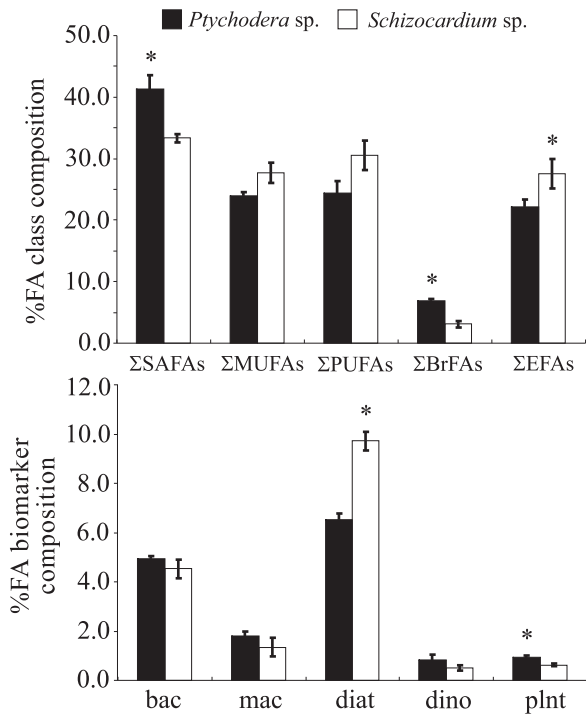 Ptychodera sp. Schizocardium sp.
50.0
40.0
30.0
20.0
10.0
0.0
%FA class composition
* * *
ΣSAFAs ΣMUFAs ΣPUFAs ΣBrFAs ΣEFAs
12.0
10.0
8.0
6.0
4.0
2.0
0.0
%FA biomarker
composition
* *
bac mac diat dino plnt